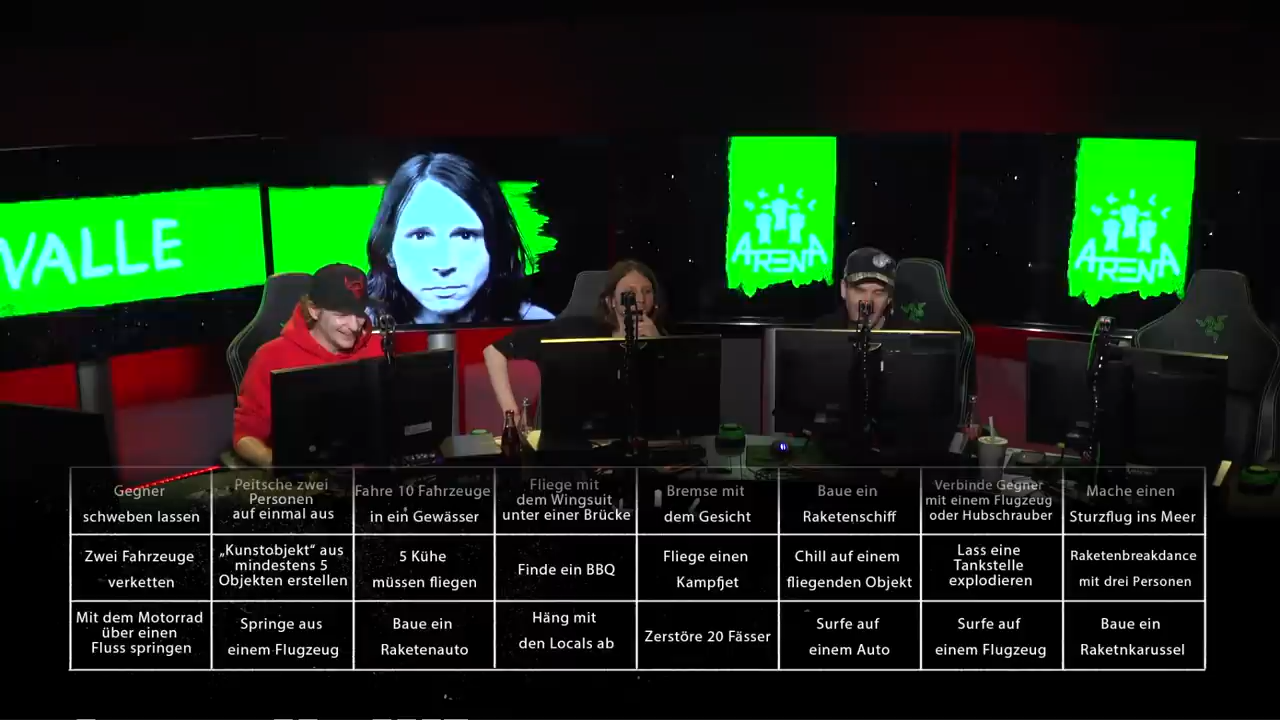 VALLE
ARENA
ARENA
Gegner
schweben lassen
Peitsche zwei
Personen
auf einmal aus
Fahre 10 Fahrzeuge
in ein Gewässer
Fliege mit
dem Wingsuit
unter einer Brücke
Bremse mit
dem Gesicht
Baue ein
Raketenschiff
Verbinde Gegner
mit einem Flugzeug
oder Hubschrauber
Mache einen
Sturzflug ins Meer
Zwei Fahrzeuge
verketten
„Kunstobjekt“ aus
mindestens 5
Objekten erstellen
5 Kühe
müssen fliegen
Finde ein BBQ
Fliege einen
Kampfjet
Chill auf einem
fliegenden Objekt
Lass eine
Tankstelle
explodieren
Raketenbreakdance
mit drei Personen
Mit dem Motorrad
über einen
Fluss springen
Springe aus
einem Flugzeug
Baue ein
Raketenauto
Häng mit
den Locals ab
Zerstöre 20 Fässer
Surfe auf
einem Auto
Surfe auf
einem Flugzeug
Baue ein
Raketnkarussel